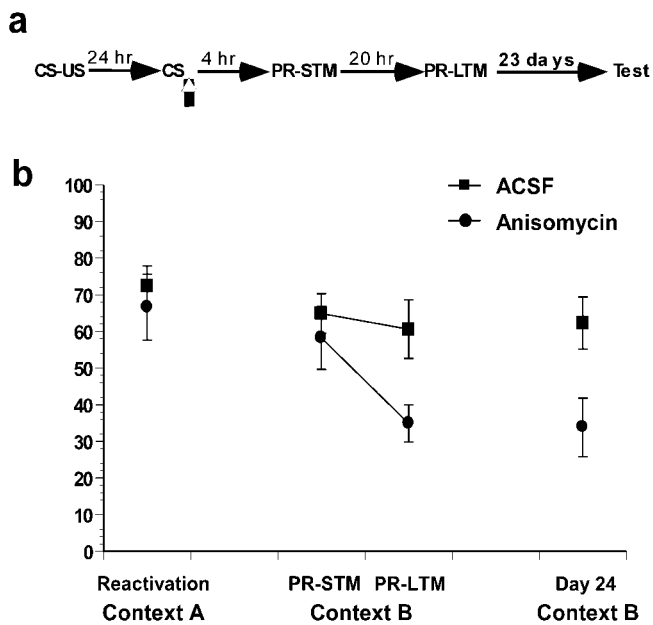 a
CS-US 24 hr CS 4 hr PR-STM 20 hr PR-LTM 23 days Test
b
ACSF
Anisomycin
100
90
80
70
60
50
40
30
20
10
0
Reactivation PR-STM PR-LTM Day 24
Context A Context B Context B